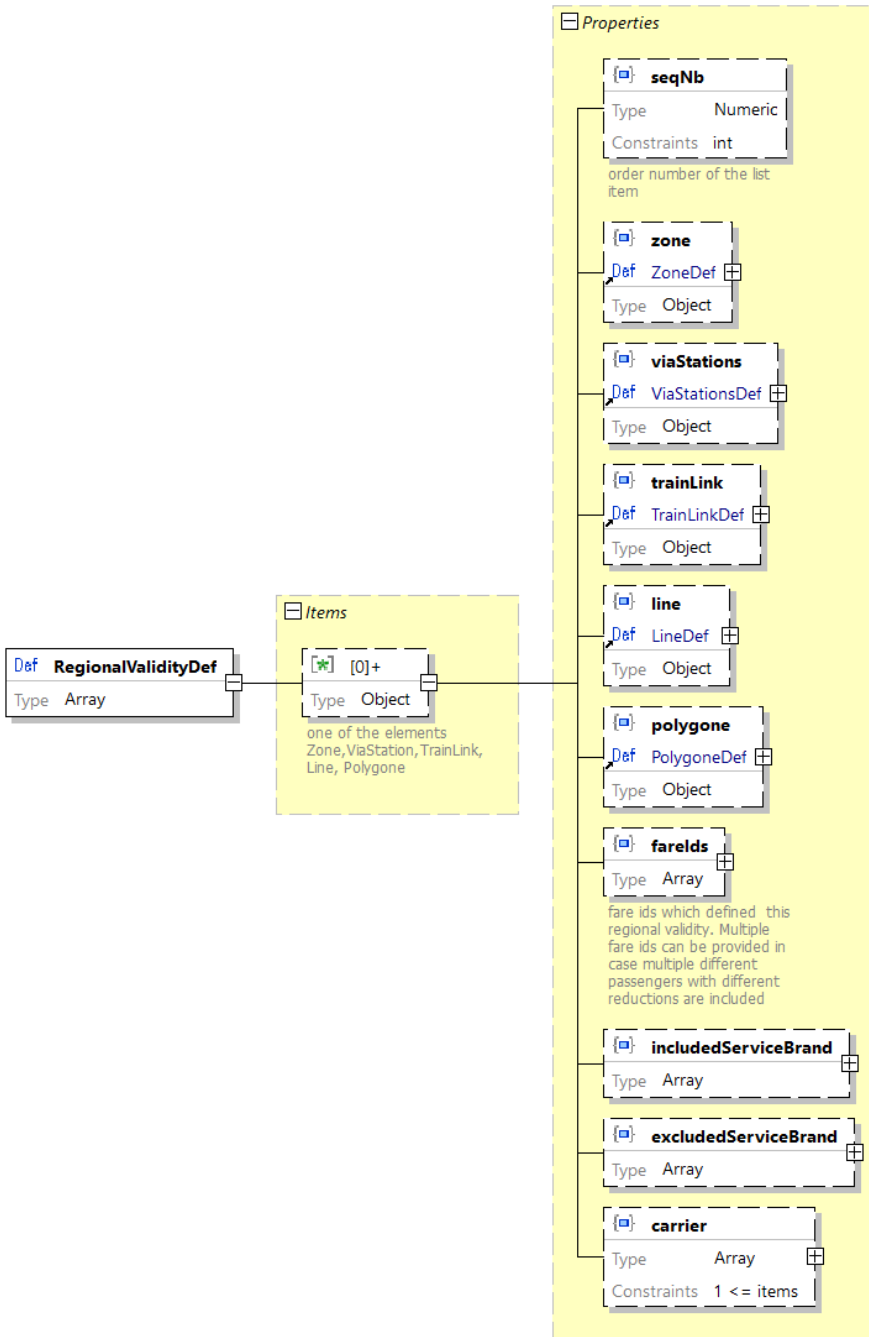 Properties
seqNb
Type Numeric
Constraints int
order number of the list
item
zone
Def ZoneDef
Type Object
viaStations
Def ViaStationsDef
Type Object
trainLink
Def TrainLinkDef
Type Object
line
Def LineDef
Type Object
Items
Def RegionalValidityDef
Type Array
[0]+
Type Object
one of the elements
Zone,ViaStation,TrainLink,
Line, Polygone
polygone
Def PolygoneDef
Type Object
fareIds
Type Array
fare ids which defined  this
regional validity. Multiple
fare ids can be provided in
case multiple different
passengers with different
reductions are included
includedServiceBrand
Type Array
excludedServiceBrand
Type Array
carrier
Type Array
Constraints 1 <= items